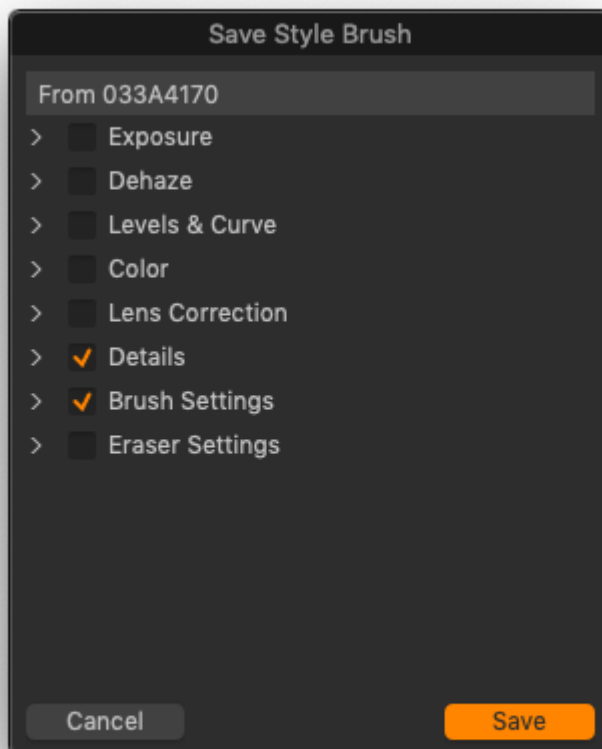 Save Style Brush
From 033A4170
Exposure
Dehaze
Levels & Curve
Color
Lens Correction
Details
Brush Settings
Eraser Settings
Cancel Save